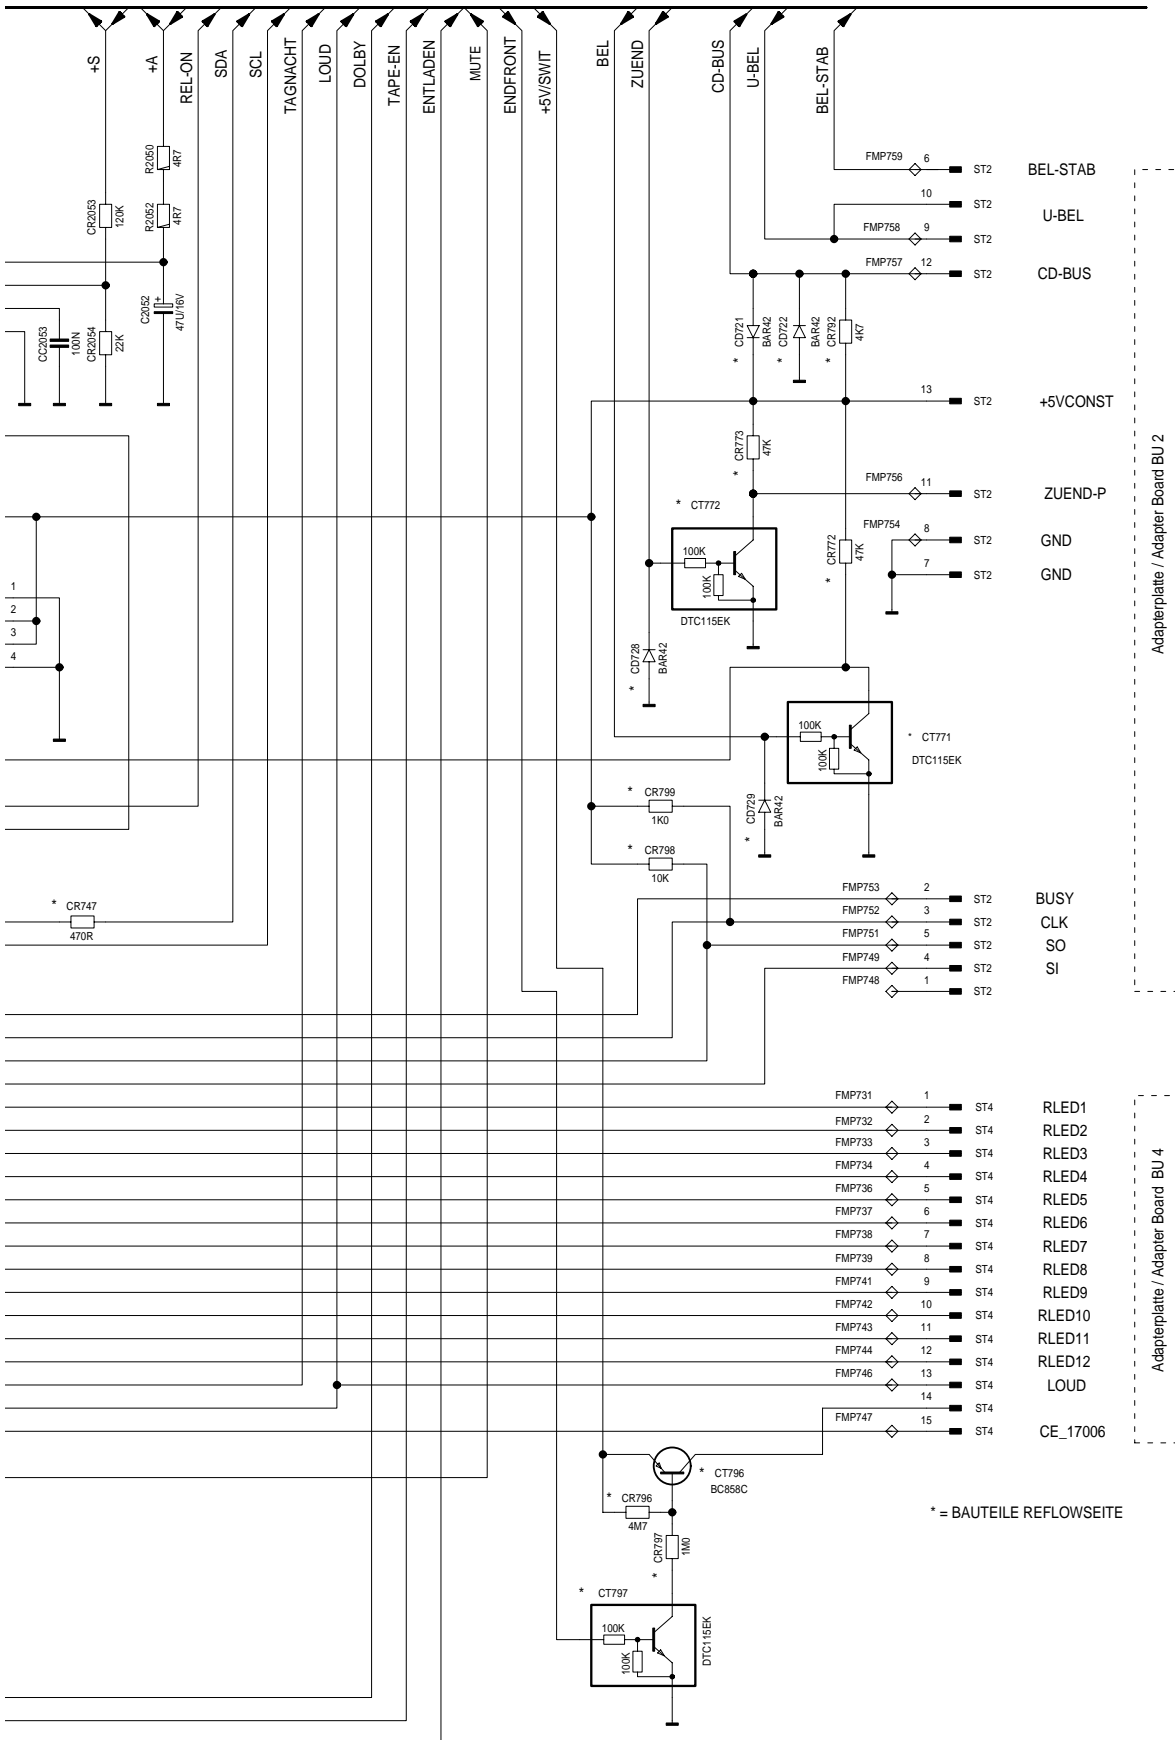 +S
+A
REL-ON
SDA
SCL
TAGNACHT
LOUD
DOLBY
TAPE-EN
ENTLADEN
MUTE
ENDFRONT
+5V/SWIT
BEL
ZUEND
CD-BUS
U-BEL
BEL-STAB
R2050
4R7
CR2053
120K
R2052
4R7
C2052
+
47U/16V
CC2053
100N
CR2054
22K
FMP759 6 ST2 BEL-STAB
10 ST2
U-BEL
FMP758 9 ST2
FMP757 12 ST2 CD-BUS
* CD721
BAR42
* CD722
BAR42
* CR792
4K7
13 ST2 +5VCONST
* CR773
47K
FMP756 11 ST2 ZUEND-P
* CT772
100K
100K
DTC115EK
* CR772
47K
FMP754 8 ST2 GND
7 ST2 GND
Adapterplatte / Adapter Board BU 2
1
2
3
4
* CD728
BAR42
100K
100K
* CT771
DTC115EK
* CR799
1K0
* CD729
BAR42
* CR798
10K
* CR747
470R
FMP753 2 ST2 BUSY
FMP752 3 ST2 CLK
FMP751 5 ST2 SO
FMP749 4 ST2 SI
FMP748 1 ST2
FMP731 1 ST4 RLED1
FMP732 2 ST4 RLED2
FMP733 3 ST4 RLED3
FMP734 4 ST4 RLED4
FMP736 5 ST4 RLED5
FMP737 6 ST4 RLED6
FMP738 7 ST4 RLED7
FMP739 8 ST4 RLED8
FMP741 9 ST4 RLED9
FMP742 10 ST4 RLED10
FMP743 11 ST4 RLED11
FMP744 12 ST4 RLED12
FMP746 13 ST4 LOUD
14 ST4
FMP747 15 ST4 CE_17006
Adapterplatte / Adapter Board BU 4
* CT796
BC858C
* CR796
4M7
* CR797
1M0
* = BAUTEILE REFLOWSEITE
* CT797
100K
100K
DTC115EK